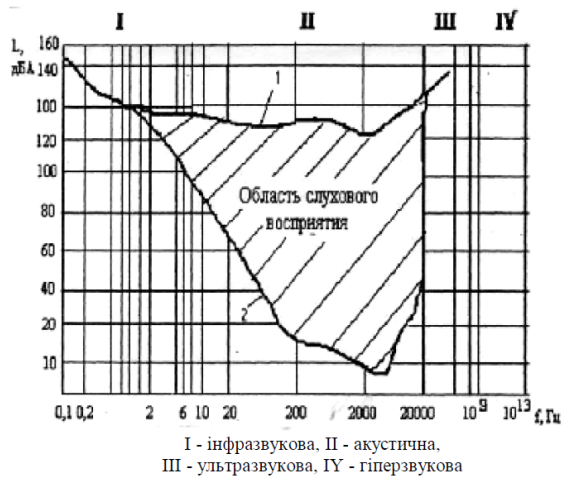 I II III IV
L, дБА
160
140
100
120
100
80
60
40
20
10
1
Область слухового
восприятия
2
0,1 0,2 2 6 10 20 200 2000 20000 10⁹ 10¹³ f, Гц
I - інфразвукова, II - акустична,
III - ультразвукова, IY - гіперзвукова